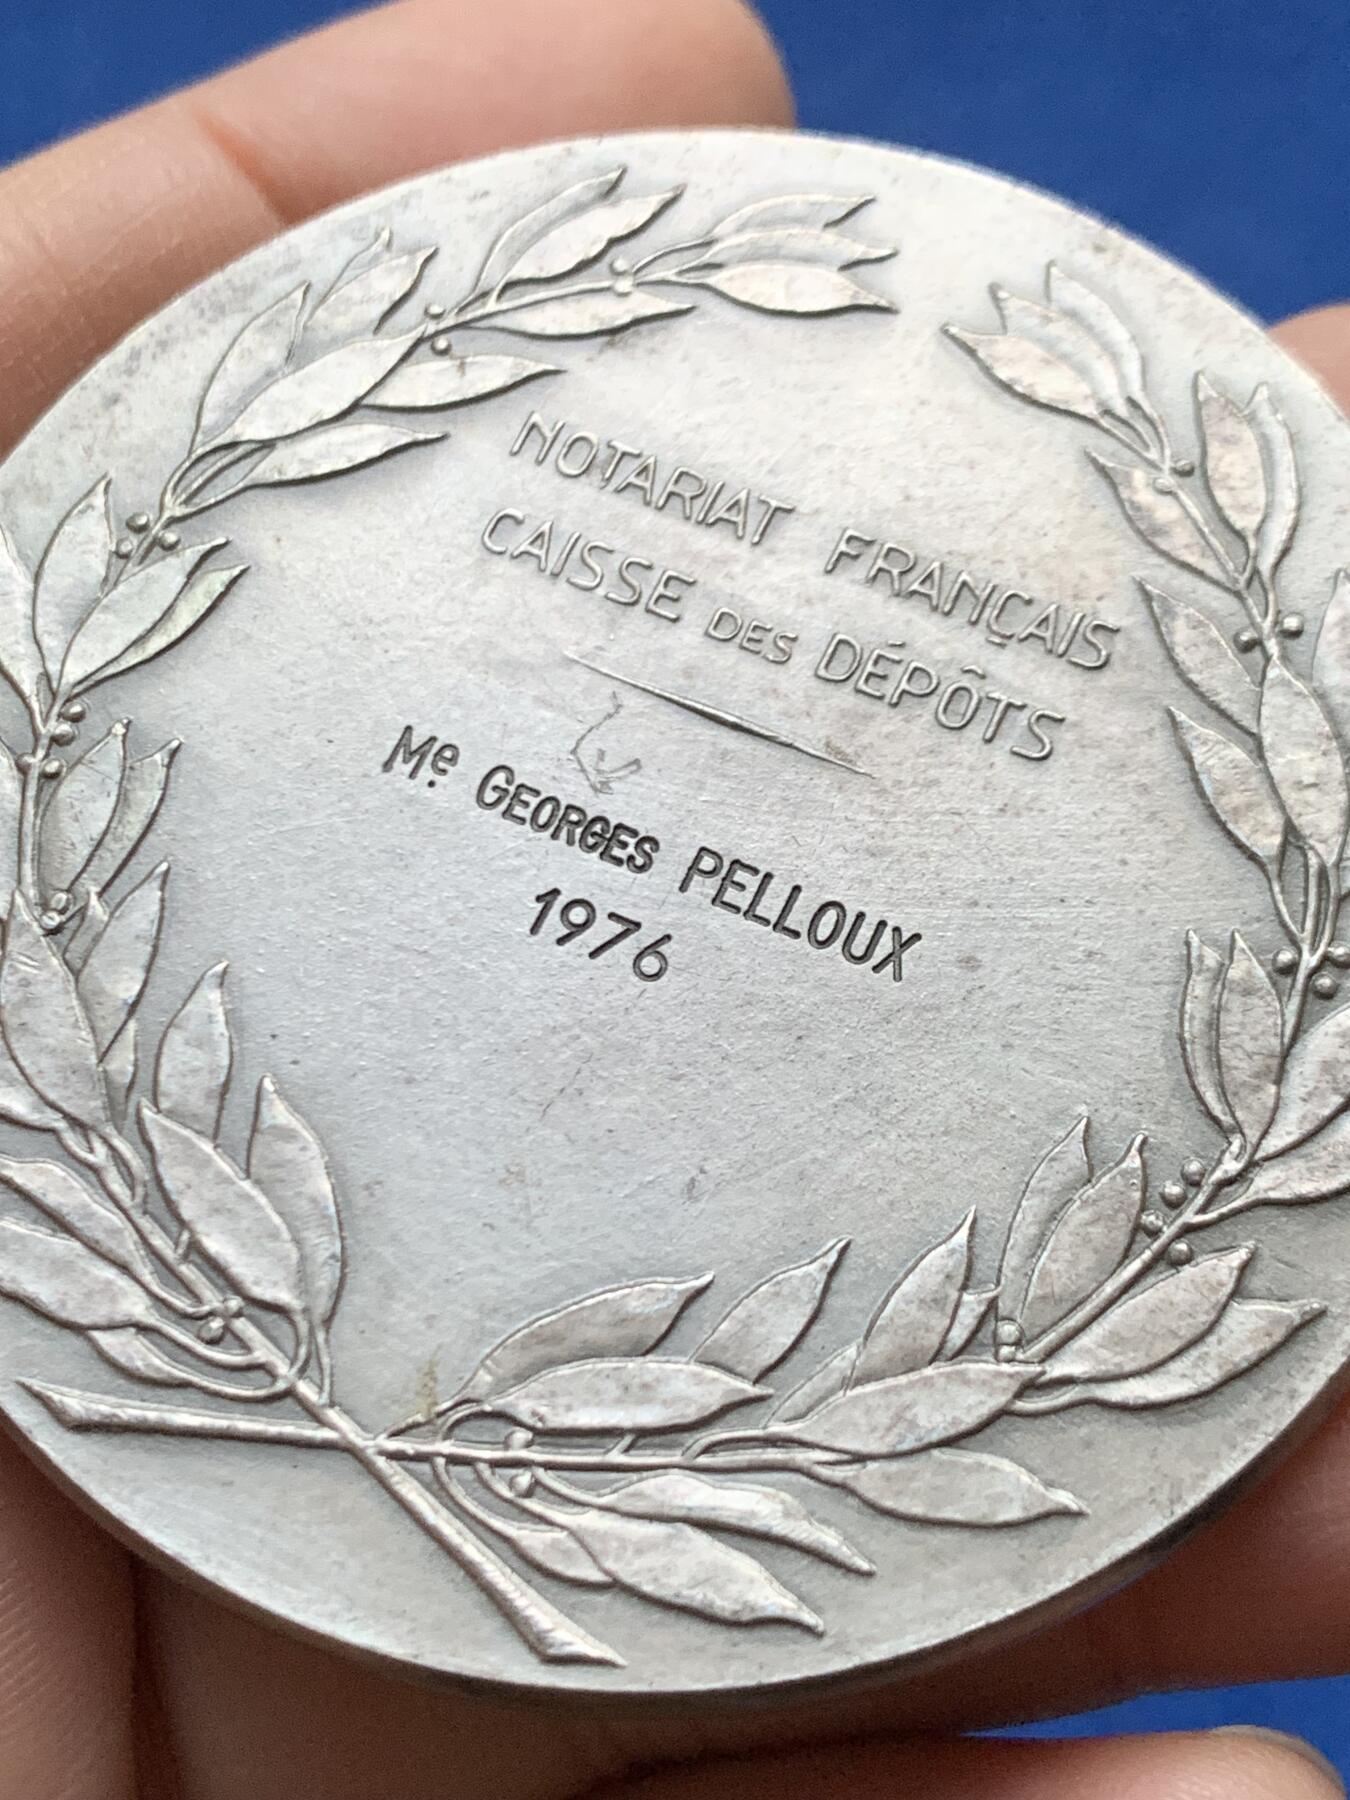 NOTARIAT FRANÇAIS
CAISSE DES DÉPÔTS
Me GEORGES PELLOUX
1976